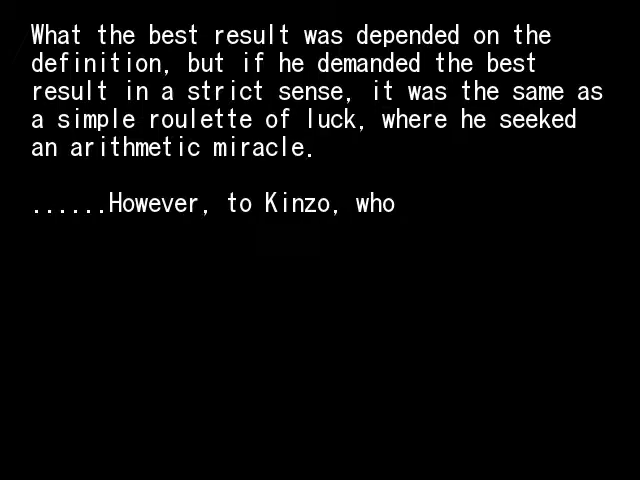 What the best result was depended on the
definition, but if he demanded the best
result in a strict sense, it was the same as
a simple roulette of luck, where he seeked
an arithmetic miracle.
......However, to Kinzo, who